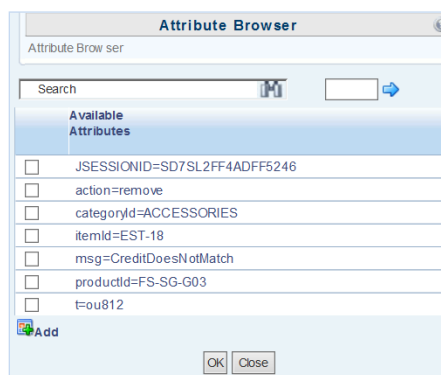 Attribute Browser
Attribute Brow ser
Search
Available
Attributes
JSESSIONID=SD7SL2FF4ADFF5246
action=remove
categoryId=ACCESSORIES
itemId=EST-18
msg=CreditDoesNotMatch
productId=FS-SG-G03
t=ou812
Add
OK Close